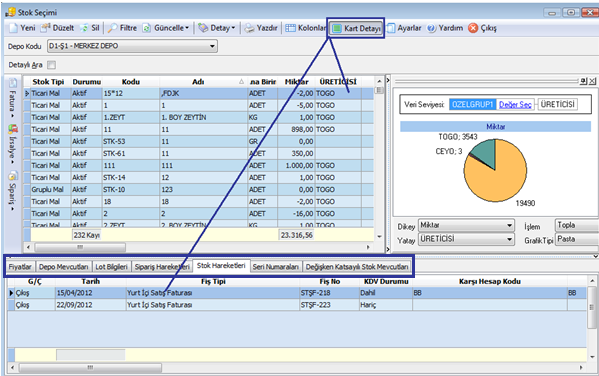 Stok Seçimi
Yeni Düzelt Sil Filtre Güncelle Detay Yazdır Kolonlar Kart Detayı Ayarlar Yardım Çıkış
Depo Kodu D1-Ş1 - MERKEZ DEPO
Detaylı Ara
Fatura
İrsaliye
Sipariş
Stok Tipi Durumu Kodu Adı Miktar ÜRETİCİSİ
Ticari Mal Aktif 15*12 ,FDJK ADET -2,00 TOGO
Ticari Mal Aktif 1 1 ADET -5,00 TOGO
Ticari Mal Aktif 1.ZEYT 1. BOY ZEYTİN KG 1,00 TOGO
Ticari Mal Aktif 11 11 ADET 898,00 TOGO
Ticari Mal Aktif STK-53 11 GR 0,00
Ticari Mal Aktif STK-61 11 ADET 350,00
Ticari Mal Aktif 111 111 ADET 1.000,00 TOGO
Ticari Mal Aktif STK-14 12 ADET 1,00 TOGO
Gruplu Mal Aktif STK-10 123 ADET 0,00 TOGO
Ticari Mal Aktif 18 18 ADET -2,00 TOGO
Ticari Mal Aktif 2 2 ADET -16,00 TOGO
Ticari Mal Aktif 2.ZEYT 2. BOY ZEYTİN KG 1,00 TOGO
232 Kayı 23.316,56
Veri Seviyesi: ÖZELGRUP1 Değer Seç ÜRETİCİSİ
Miktar
TOGO; 3543
CEYO; 3
19490
Dikey Miktar İşlem Topla
Yatay ÜRETİCİSİ GrafikTipi Pasta
Fiyatlar Depo Mevcutları Lot Bilgileri Sipariş Hareketleri Stok Hareketleri Seri Numaraları Değişken Katsayılı Stok Mevcutları
G/Ç Tarih Fiş Tipi Fiş No KDV Durumu Karşı Hesap Kodu
Çıkış 15/04/2012 Yurt İçi Satış Faturası STŞF-218 Dahil BB BB
Çıkış 22/09/2012 Yurt İçi Satış Faturası STŞF-223 Hariç